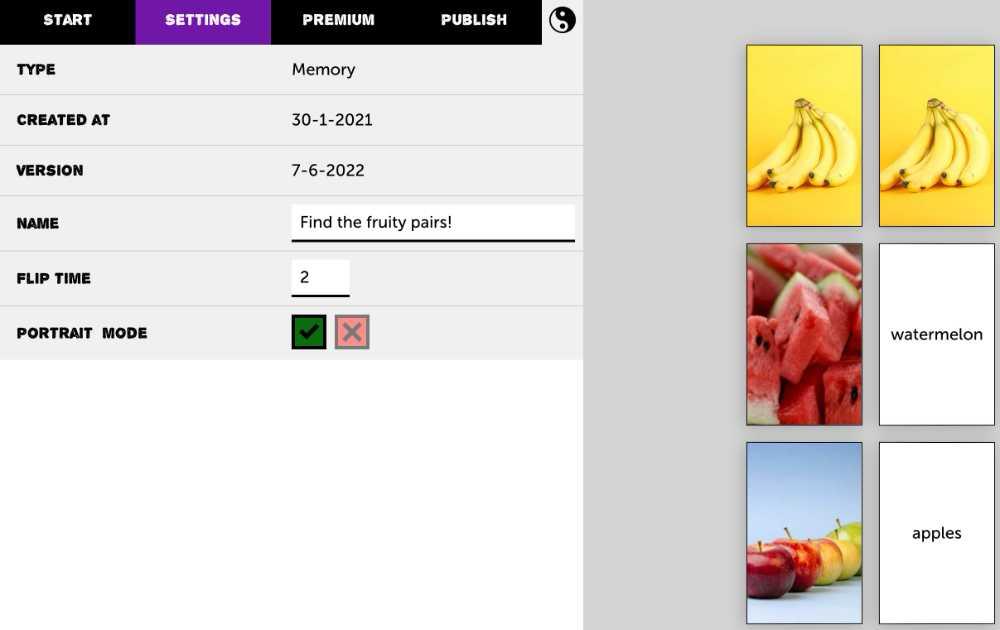 START SETTINGS PREMIUM PUBLISH
TYPE Memory
CREATED AT 30-1-2021
VERSION 7-6-2022
NAME Find the fruity pairs!
FLIP TIME 2
PORTRAIT MODE
watermelon
apples